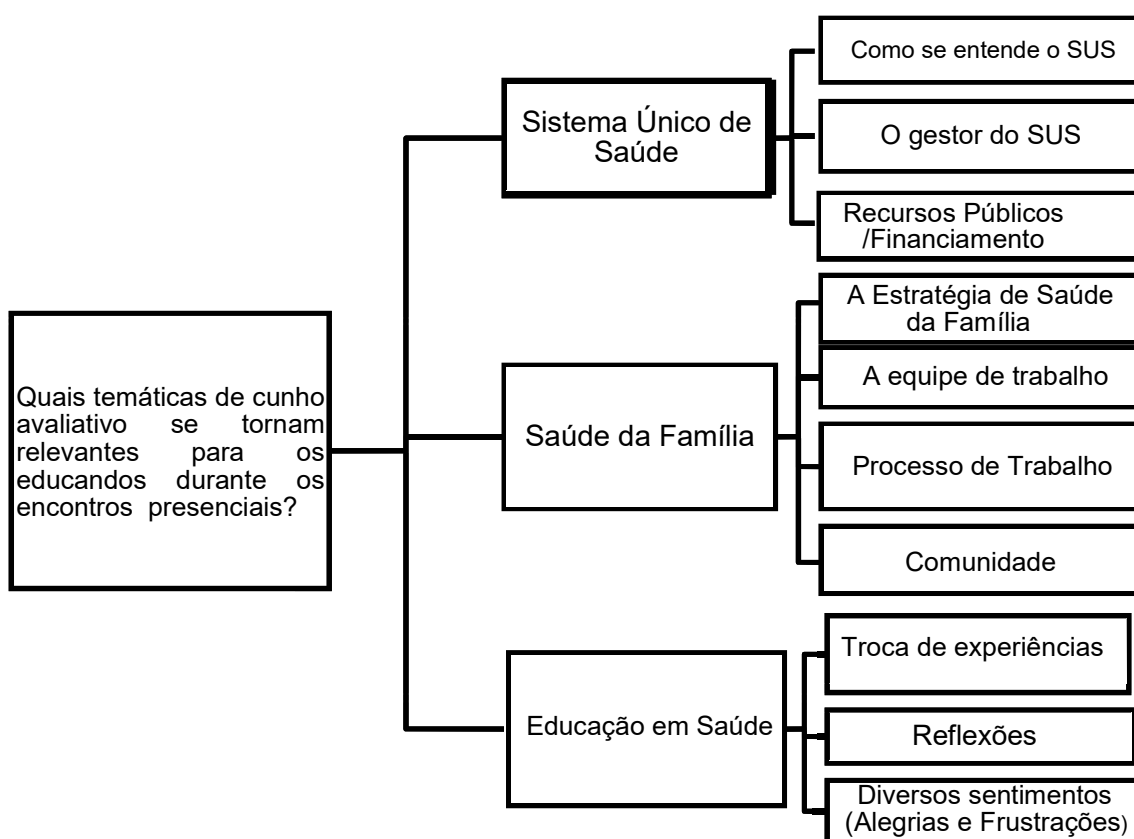 Quais temáticas de cunho
avaliativo se tornam
relevantes para os
educandos durante os
encontros presenciais?
Sistema Único de
Saúde
Como se entende o SUS
O gestor do SUS
Recursos Públicos
/Financiamento
Saúde da Família
A Estratégia de Saúde
da Família
A equipe de trabalho
Processo de Trabalho
Comunidade
Educação em Saúde
Troca de experiências
Reflexões
Diversos sentimentos
(Alegrias e Frustrações)